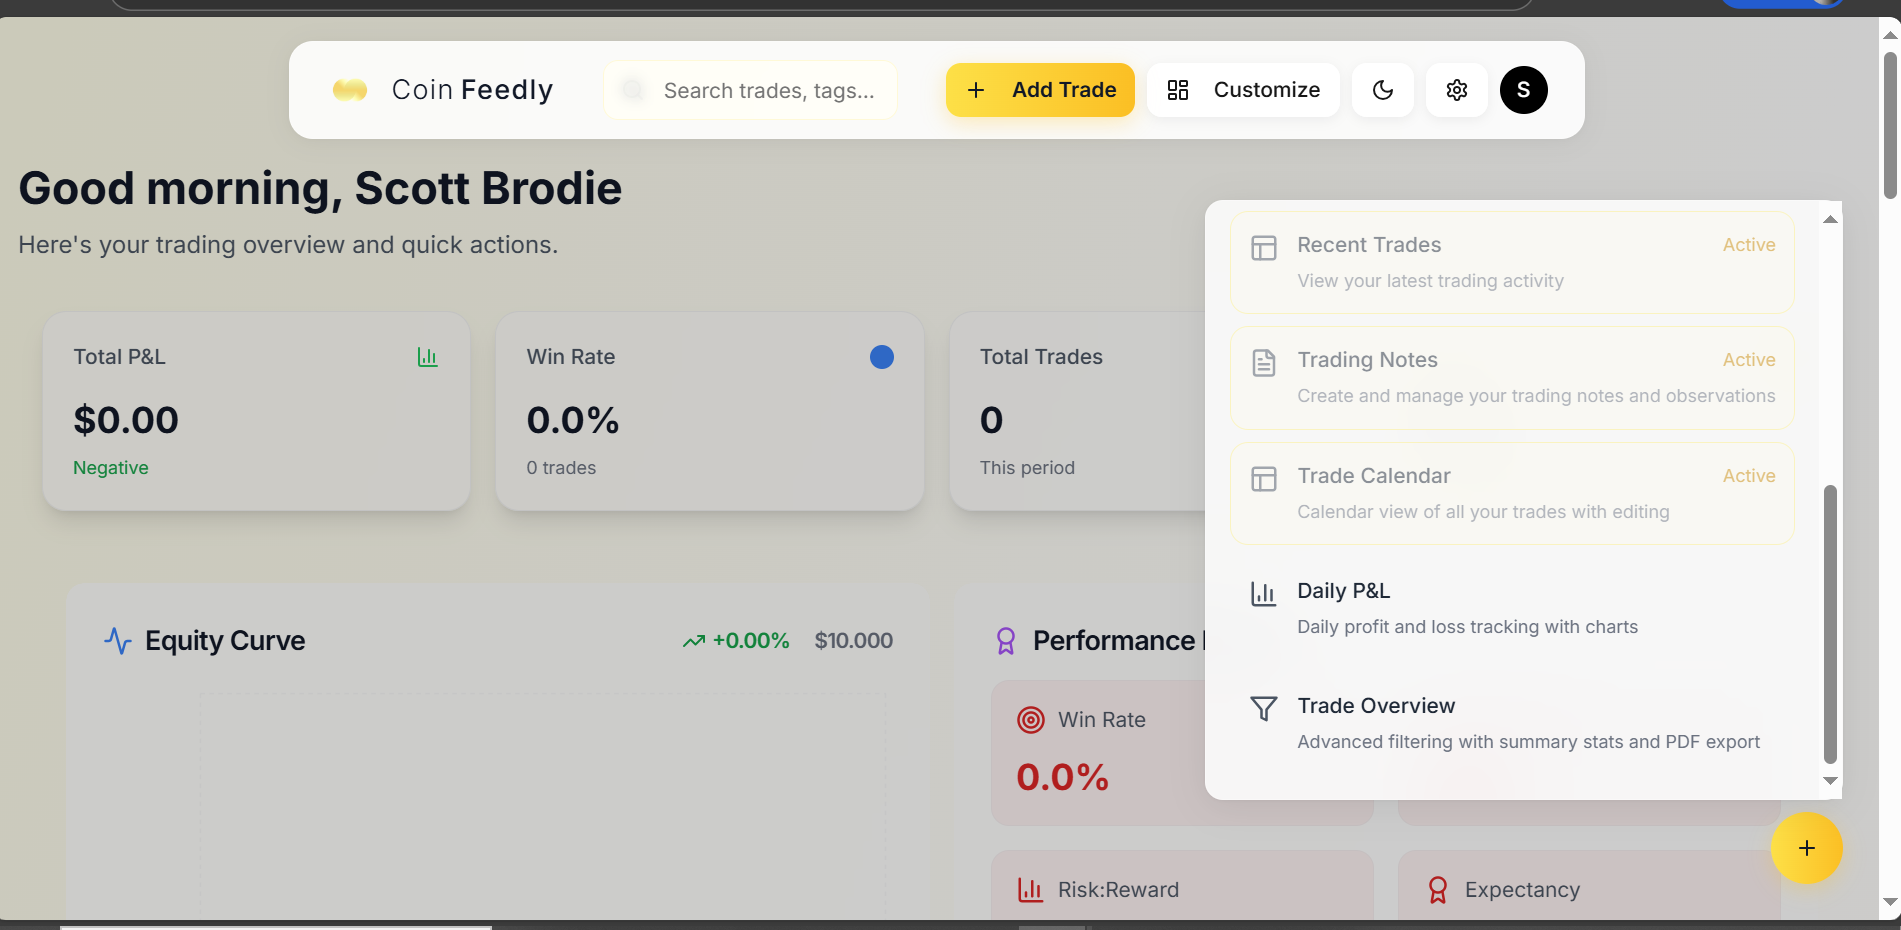 Coin Feedly
Search trades, tags...
Add Trade
Customize
S
Good morning, Scott Brodie
Here's your trading overview and quick actions.
Total P&L
$0.00
Negative
Win Rate
0.0%
0 trades
Total Trades
0
This period
Recent Trades
Active
View your latest trading activity
Trading Notes
Active
Create and manage your trading notes and observations
Trade Calendar
Active
Calendar view of all your trades with editing
Daily P&L
Daily profit and loss tracking with charts
Trade Overview
Advanced filtering with summary stats and PDF export
Equity Curve
+0.00%
$10.000
Performance
Win Rate
0.0%
Risk:Reward
Expectancy